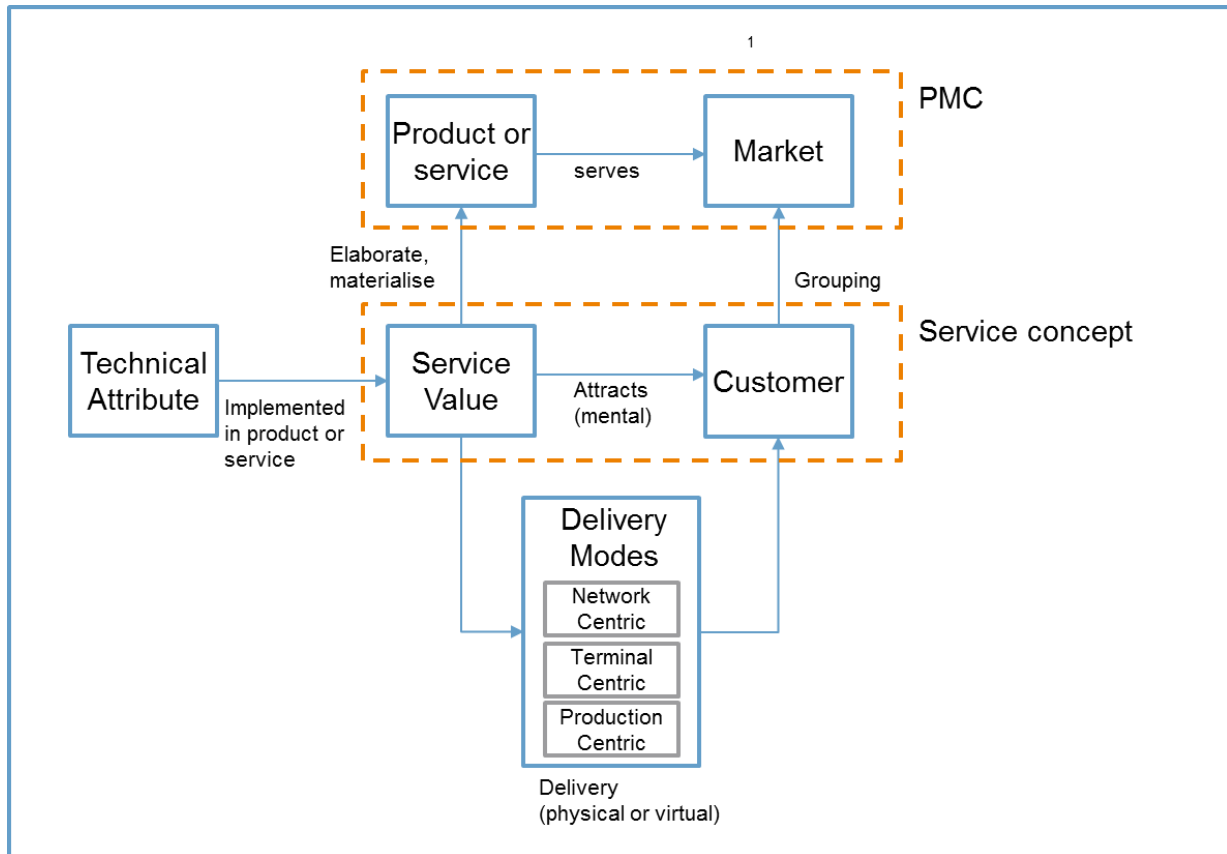 1
PMC
Product or
service
serves
Market
Elaborate,
materialise
Grouping
Service concept
Technical
Attribute
Implemented
in product or
service
Service
Value
Attracts
(mental)
Customer
Delivery
Modes
Network
Centric
Terminal
Centric
Production
Centric
Delivery
(physical or virtual)